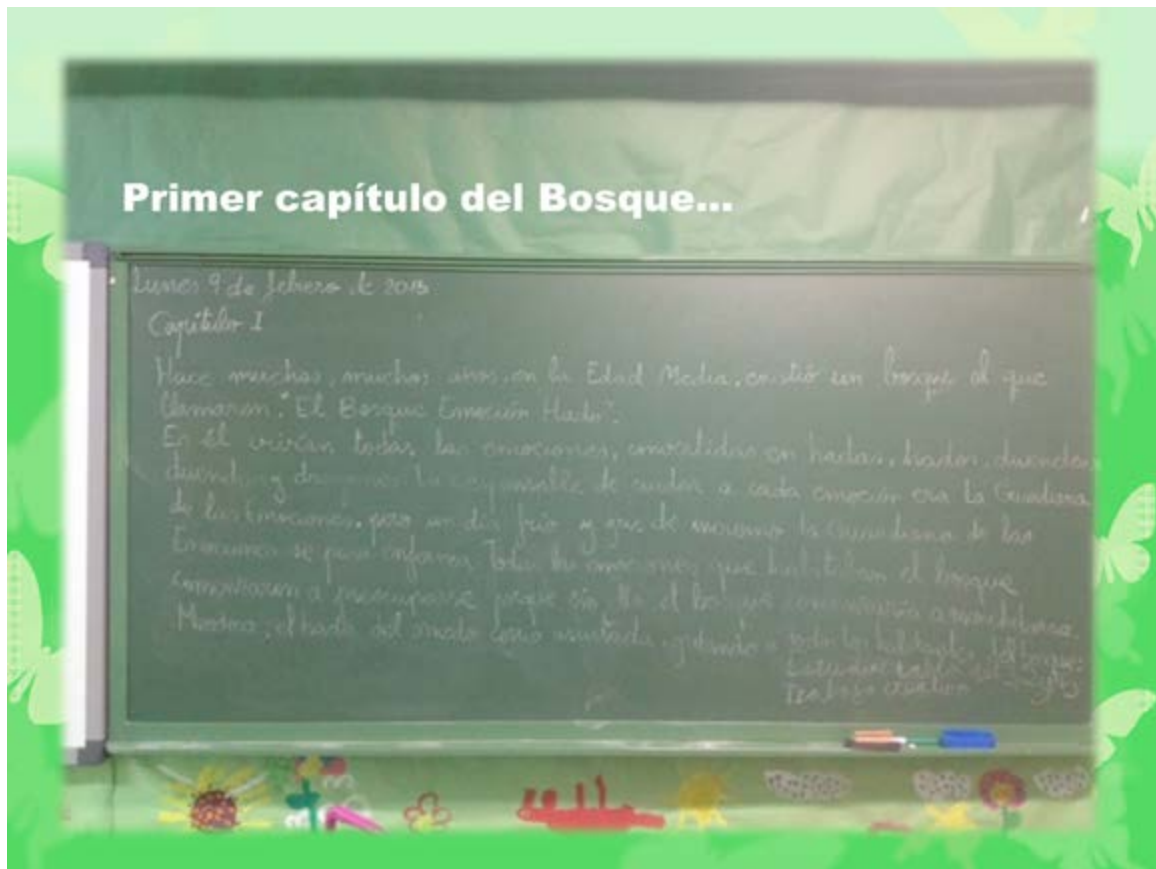 Primer capítulo del Bosque...
Lunes 9 de febrero de 2015
Capítulo I
Hace muchos, muchos años, en la Edad Media, existió un bosque al que
llamaron: "El Bosque Emoción Hado".
En él vivían todas las emociones, convertidas en hadas, hados, duendes,
duendas y dragones. La responsable de cuidar a cada emoción era la Guardiana
de las Emociones, pero un día frío y gris de invierno la Guardiana de las
Emociones se puso enferma. Todas las emociones que habitaban el bosque
comenzaron a preocuparse porque sin ella el bosque comenzaría a
el hada del miedo corrió asustada, gritando a todos los habitantes del bosque:
Estudiar
Trabajo creativo